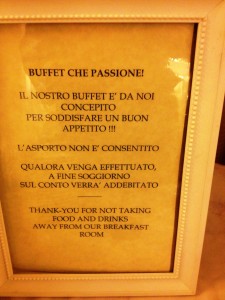 BUFFET CHE PASSIONE!
IL NOSTRO BUFFET E' DA NOI
CONCEPITO
PER SODDISFARE UN BUON
APPETITO !!!
L'ASPORTO NON E' CONSENTITO
QUALORA VENGA EFFETTUATO,
A FINE SOGGIORNO
SUL CONTO VERRA' ADDEBITATO
THANK-YOU FOR NOT TAKING
FOOD AND DRINKS
AWAY FROM OUR BREAKFAST
ROOM